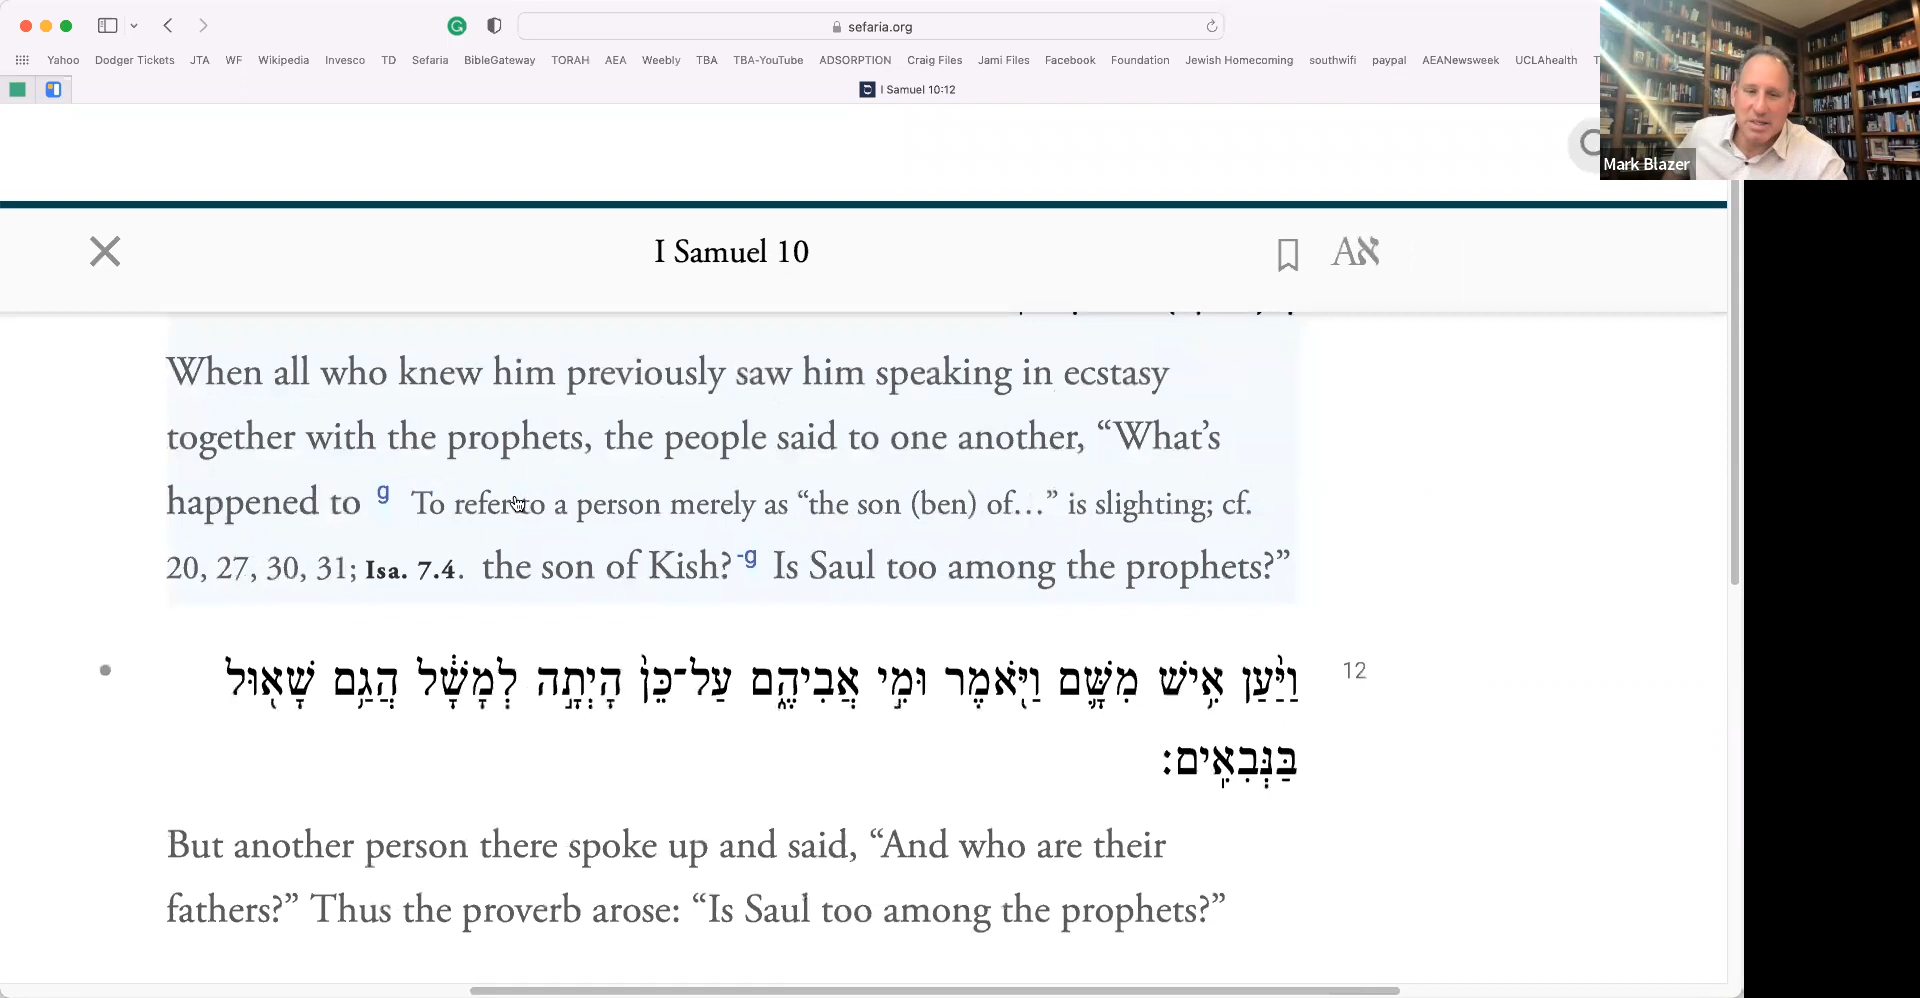 sefaria.org
Yahoo Dodger Tickets JTA WF Wikipedia Invesco TD Sefaria BibleGateway TORAH AEA Weebly TBA TBA-YouTube ADSORPTION Craig Files Jami Files Facebook Foundation Jewish Homecoming southwifi paypal AEANewsweek UCLAhealth
I Samuel 10:12
Mark Blazer
I Samuel 10
Aא
When all who knew him previously saw him speaking in ecstasy
together with the prophets, the people said to one another, “What’s
happened to g To refer to a person merely as “the son (ben) of…” is slighting; cf.
20, 27, 30, 31; Isa. 7.4. the son of Kish?-g Is Saul too among the prophets?”
12
וַיַּ֨עַן אִ֥ישׁ מִשָּׁ֛ם וַיֹּ֖אמֶר וּמִ֣י אֲבִיהֶ֑ם עַל־כֵּן֙ הָיְתָ֣ה לְמָשָׁ֔ל הֲגַ֥ם שָׁא֖וּל
בַּנְּבִאִֽים׃
But another person there spoke up and said, “And who are their
fathers?” Thus the proverb arose: “Is Saul too among the prophets?”